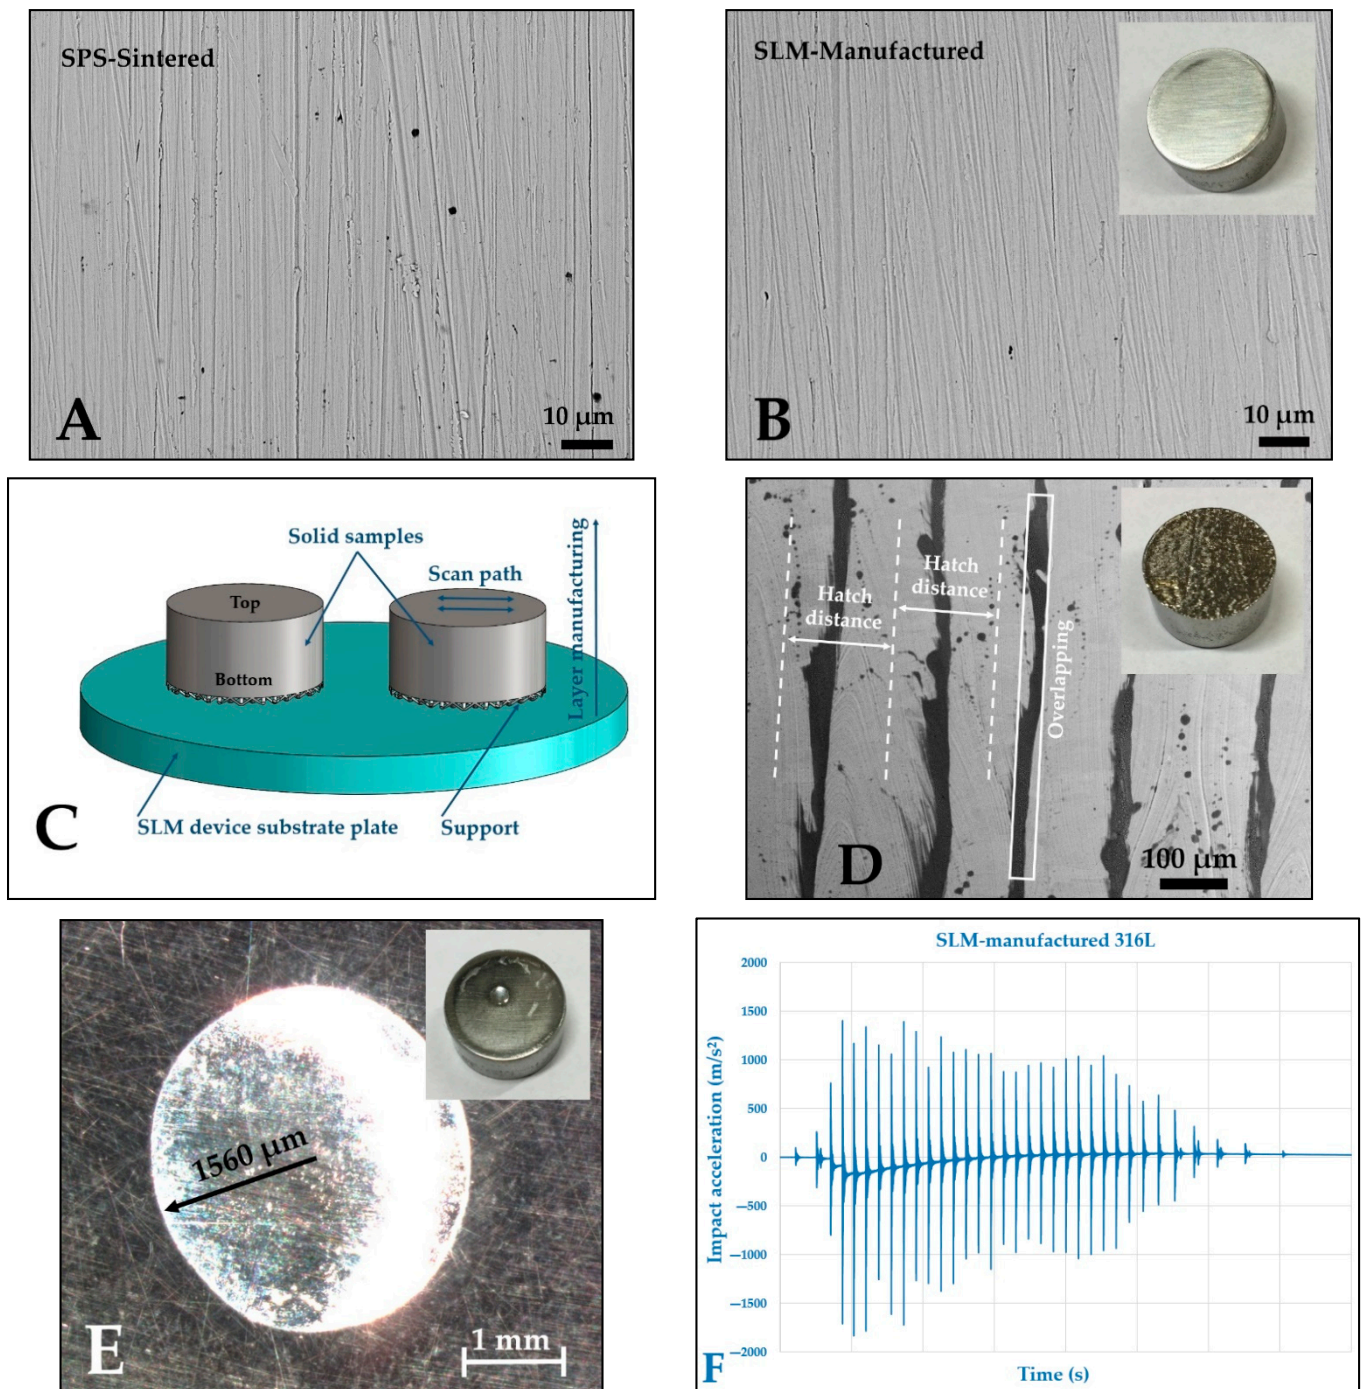 SPS-Sintered
A
10 μm
SLM-Manufactured
B
10 μm
Solid samples
Scan path
Layer manufacturing
Top
Bottom
C
SLM device substrate plate
Support
Hatch
distance
Hatch
distance
Overlapping
D
100 μm
1560 μm
E
1 mm
SLM-manufactured 316L
Impact acceleration (m/s²)
2000
1500
1000
500
0
−500
−1000
−1500
−2000
F
Time (s)